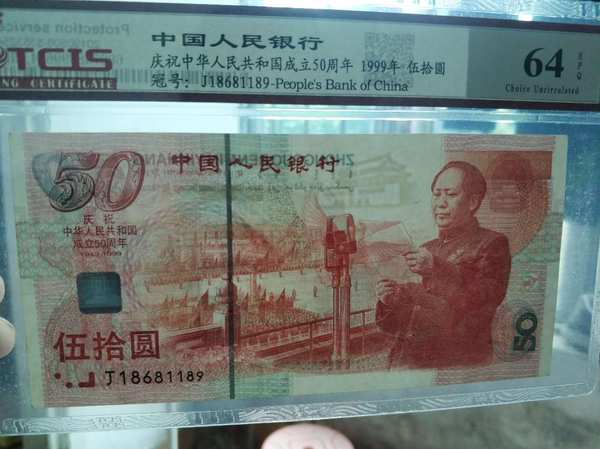 Protection service
TCIS
NG CERTIFICATE
中国人民银行
庆祝中华人民共和国成立50周年 1999年 伍拾圆
冠号：J18681189-People's Bank of China
64
EPQ
Choice Uncirculated
50
中国人民银行
庆祝
中华人民共和国
成立50周年
1949-1999
伍拾圆
J18681189
50